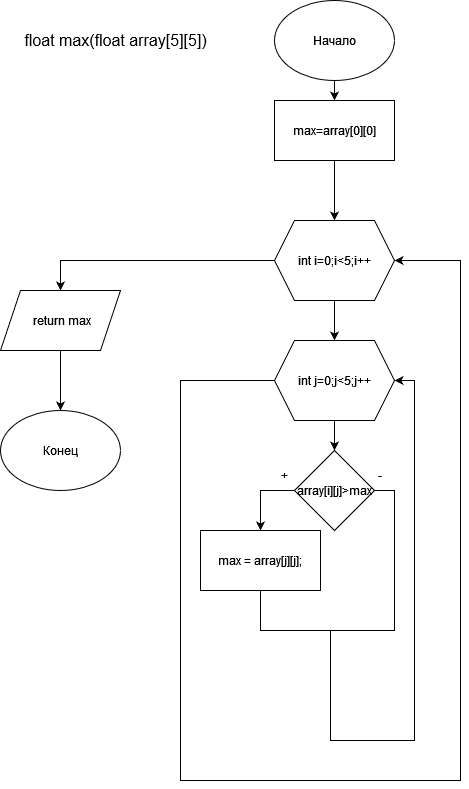 float max(float array[5][5])
Начало
max=array[0][0]
int i=0;i<5;i++
return max
int j=0;j<5;j++
Конец
+
-
array[i][j]>max
max = array[j][j];